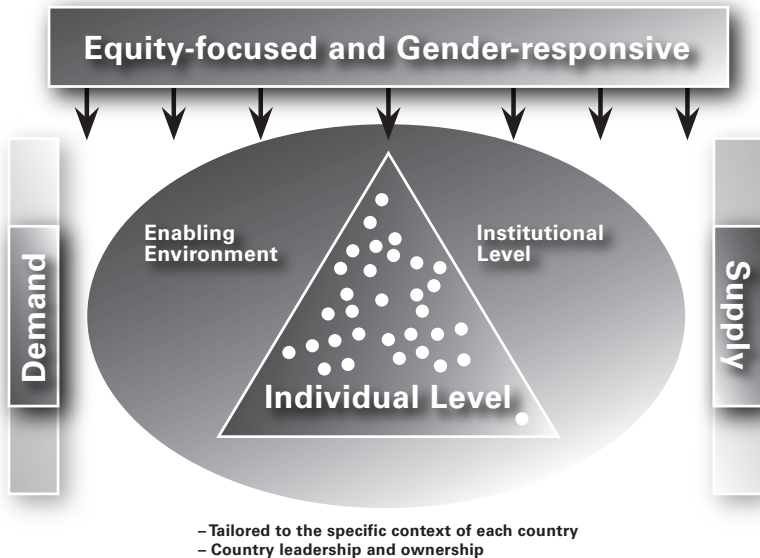 Equity-focused and Gender-responsive
Demand
Enabling
Environment
Institutional
Level
Supply
Individual Level
– Tailored to the specific context of each country
– Country leadership and ownership